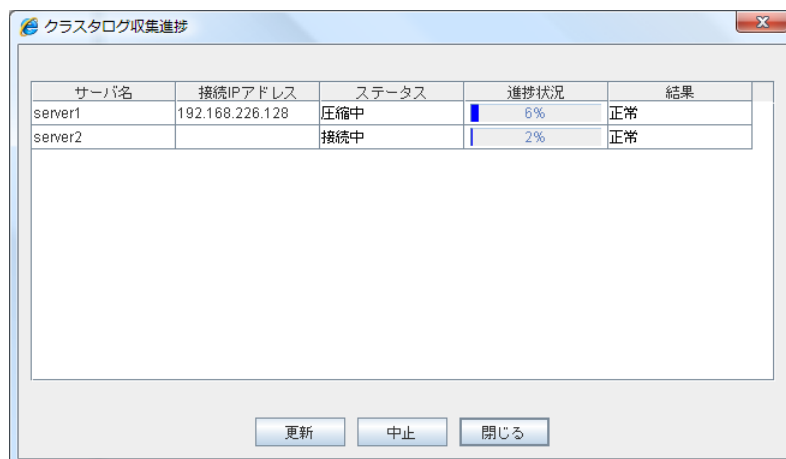 クラスタログ収集進捗
サーバ名 接続IPアドレス ステータス 進捗状況 結果
server1 192.168.226.128 圧縮中 6% 正常
server2 接続中 2% 正常
更新 中止 閉じる